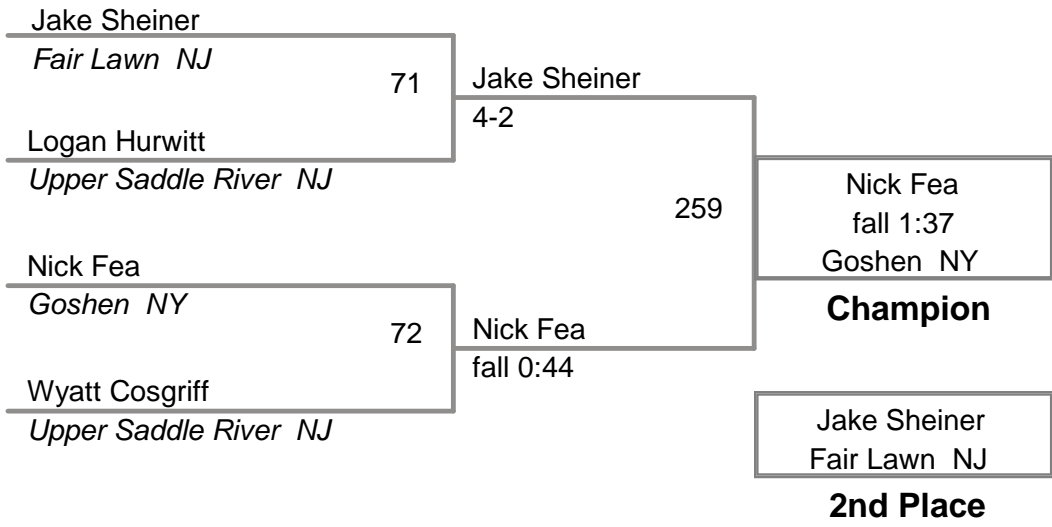 Jake Sheiner
Fair Lawn NJ
71
Logan Hurwitt
Upper Saddle River NJ
Jake Sheiner
4-2
Nick Fea
Goshen NY
72
Wyatt Cosgriff
Upper Saddle River NJ
Nick Fea
fall 0:44
259
Nick Fea
fall 1:37
Goshen NY
Champion
Jake Sheiner
Fair Lawn NJ
2nd Place